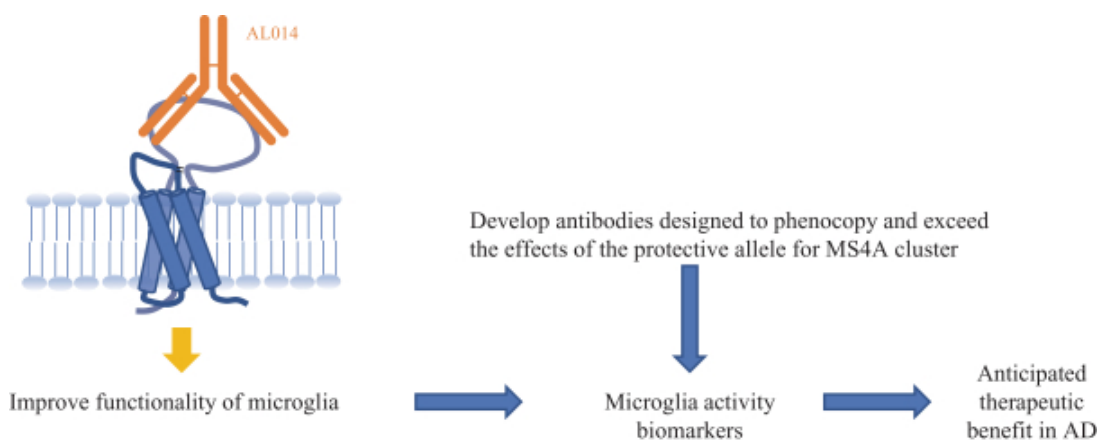 AL014
Develop antibodies designed to phenocopy and exceed
the effects of the protective allele for MS4A cluster
Improve functionality of microglia
Microglia activity
biomarkers
Anticipated
therapeutic
benefit in AD